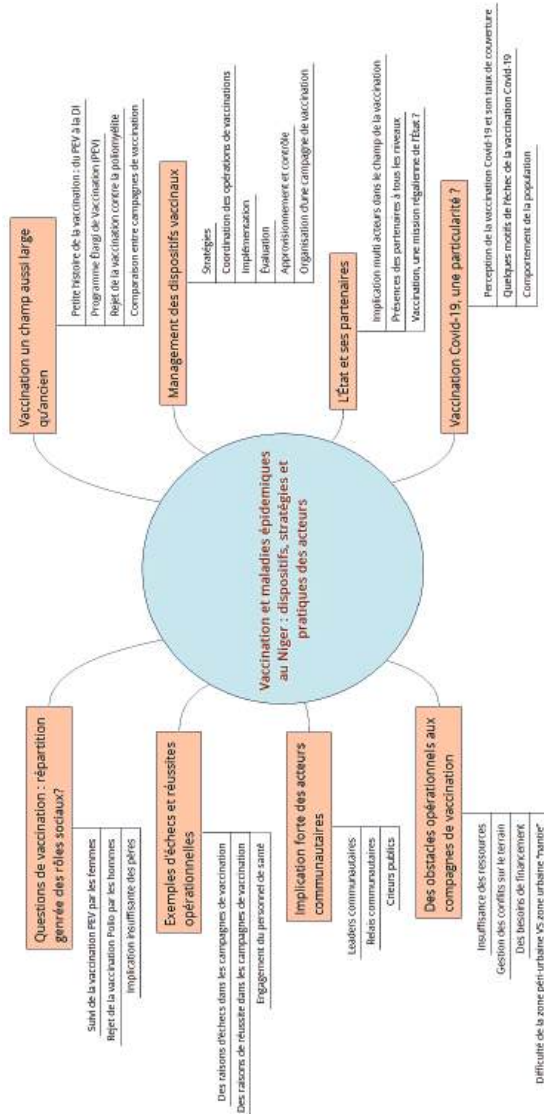 Vaccination et maladies épidemiques
au Niger : dispositifs, stratégies et
pratiques des acteurs
Questions de vaccination : répartition
genrée des rôles sociaux?
Suivi de la vaccination PEV par les femmes
Rejet de la vaccination Polio par les hommes
Implication insuffisante des pères
Exemples d'échecs et réussites
opérationnelles
Des raisons d'échecs dans les campagnes de vaccination
Des raisons de réussite dans les campagnes de vaccination
Engagement du personnel de santé
Implication forte des acteurs
communautaires
Leaders communautaires
Relais communautaires
Crieurs publics
Des obstacles opérationnels aux
compagnes de vaccination
Insuffisance des ressources
Gestion des conflits sur le terrain
Des besoins de financement
Difficulté de la zone péri-urbaine VS zone urbaine "nantie"
Vaccination un champ aussi large
qu'ancien
Petite histoire de la vaccination : du PEV à la DI
Programme Élargi de Vaccination (PEV)
Rejet de la vaccination contre la poliomyélite
Comparaison entre campagnes de vaccination
Management des dispositifs vaccinaux
Stratégies
Coordination des opérations de vaccinations
Implémentation
Évaluation
Approvisionnement et contrôle
Organisation d'une campagne de vaccination
L'État et ses partenaires
Implication multi acteurs dans le champ de la vaccination
Présences des partenaires à tous les niveaux
Vaccination, une mission régalienne de l'État ?
Vaccination Covid-19, une particularité ?
Perception de la vaccination Covid-19 et son taux de couverture
Quelques motifs de l'échec de la vaccination Covid-19
Comportement de la population